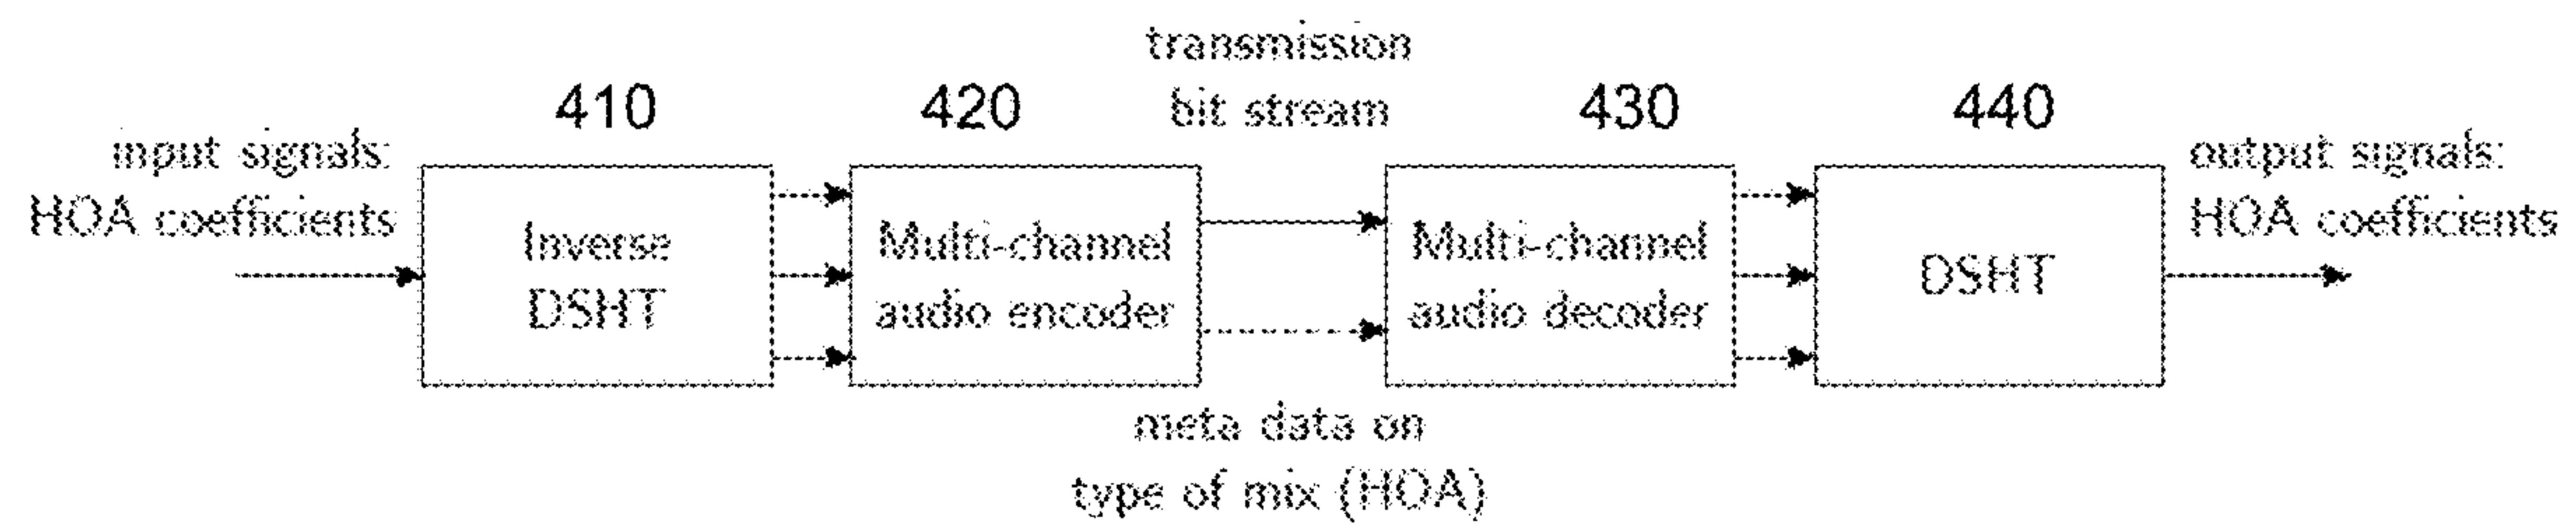 transmission
bit stream
410
420
430
440
input signals:
HOA coefficients
Inverse
DSHT
Multi-channel
audio encoder
Multi-channel
audio decoder
DSHT
output signals:
HOA coefficients
meta data on
type of mix (HOA)